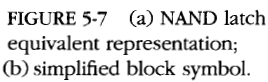 FIGURE 5-7 (a) NAND latch
equivalent representation;
(b) simplified block symbol.